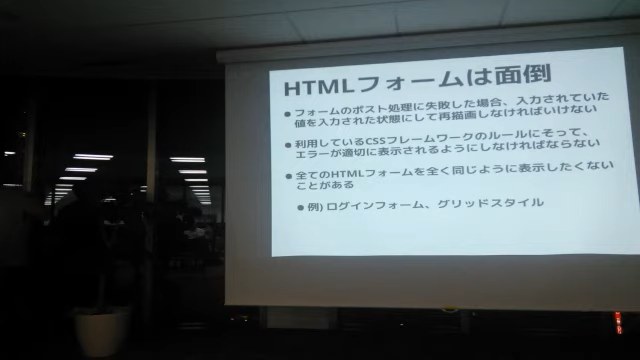 HTMLフォームは面倒
● フォームのポスト処理に失敗した場合、入力されていた
値を入力された状態にして再描画しなければいけない
● 利用しているCSSフレームワークのルールにそって、
エラーが適切に表示されるようにしなければならない
● 全てのHTMLフォームを全く同じように表示したくない
ことがある
● 例) ログインフォーム、グリッドスタイル